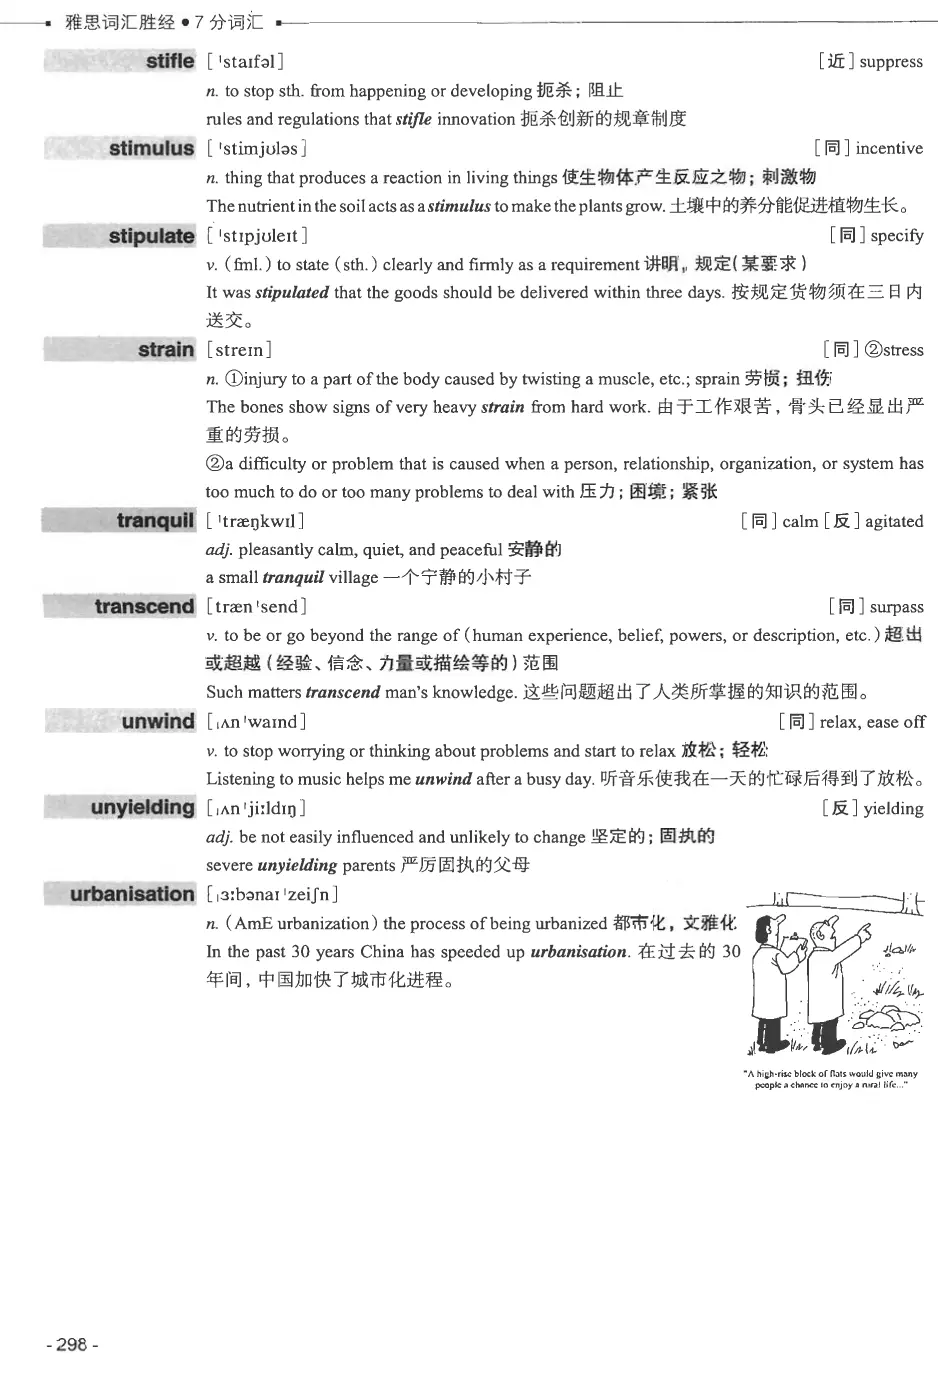 雅思词汇胜经●7分词汇
stifle [ˈstaɪfəl] [近] suppress
n. to stop sth. from happening or developing 扼杀；阻止
rules and regulations that stifle innovation 扼杀创新的规章制度
stimulus [ˈstimjʊləs] [同] incentive
n. thing that produces a reaction in living things 使生物体产生反应之物；刺激物
The nutrient in the soil acts as a stimulus to make the plants grow. 土壤中的养分能促进植物生长。
stipulate [ˈstɪpjʊleɪt] [同] specify
v. (fml.) to state (sth.) clearly and firmly as a requirement 讲明，规定(某要求)
It was stipulated that the goods should be delivered within three days. 按规定货物须在三日内
送交。
strain [streɪn] [同] ②stress
n. ①injury to a part of the body caused by twisting a muscle, etc.; sprain 劳损；扭伤
The bones show signs of very heavy strain from hard work. 由于工作艰苦，骨头已经显出严
重的劳损。
②a difficulty or problem that is caused when a person, relationship, organization, or system has
too much to do or too many problems to deal with 压力；困境；紧张
tranquil [ˈtræŋkwɪl] [同] calm [反] agitated
adj. pleasantly calm, quiet, and peaceful 安静的
a small tranquil village 一个宁静的小村子
transcend [trænˈsend] [同] surpass
v. to be or go beyond the range of (human experience, belief, powers, or description, etc.) 超出
或超越(经验、信念、力量或描绘等的)范围
Such matters transcend man's knowledge. 这些问题超出了人类所掌握的知识的范围。
unwind [ˌʌnˈwaɪnd] [同] relax, ease off
v. to stop worrying or thinking about problems and start to relax 放松；轻松
Listening to music helps me unwind after a busy day. 听音乐使我在一天的忙碌后得到了放松。
unyielding [ˌʌnˈjiːldɪŋ] [反] yielding
adj. be not easily influenced and unlikely to change 坚定的；固执的
severe unyielding parents 严厉固执的父母
urbanisation [ˌɜːbənaɪˈzeiʃn]
n. (AmE urbanization) the process of being urbanized 都市化，文雅化
In the past 30 years China has speeded up urbanisation. 在过去的 30
年间，中国加快了城市化进程。
"A high-rise block of flats would give many
people a chance to enjoy a rural life..."
- 298 -